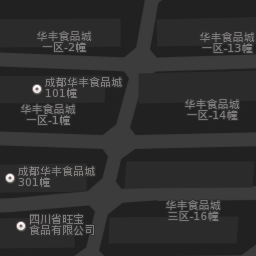 华丰食品城
一区-2幢
华丰食品城
一区-13幢
成都华丰食品城
101幢
华丰食品城
一区-1幢
华丰食品城
一区-14幢
成都华丰食品城
301幢
华丰食品城
三区-16幢
四川省旺宝
食品有限公司